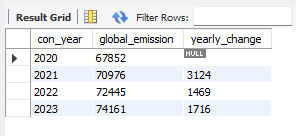 Result Grid Filter Rows:
con_year global_emission yearly_change
2020 67852 NULL
2021 70976 3124
2022 72445 1469
2023 74161 1716